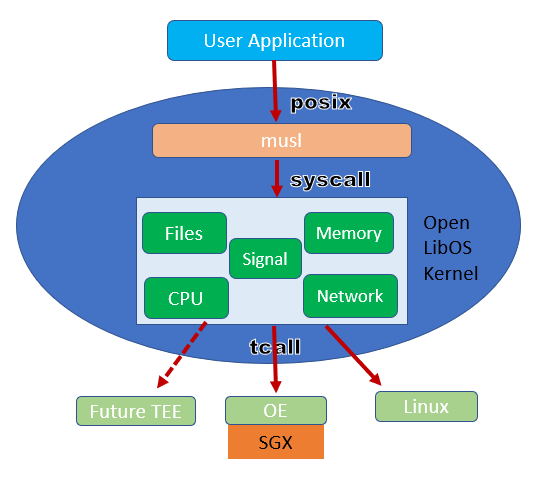 User Application
posix
musl
syscall
Files
Memory
Signal
CPU
Network
Open
LibOS
Kernel
tcall
Future TEE
OE
Linux
SGX